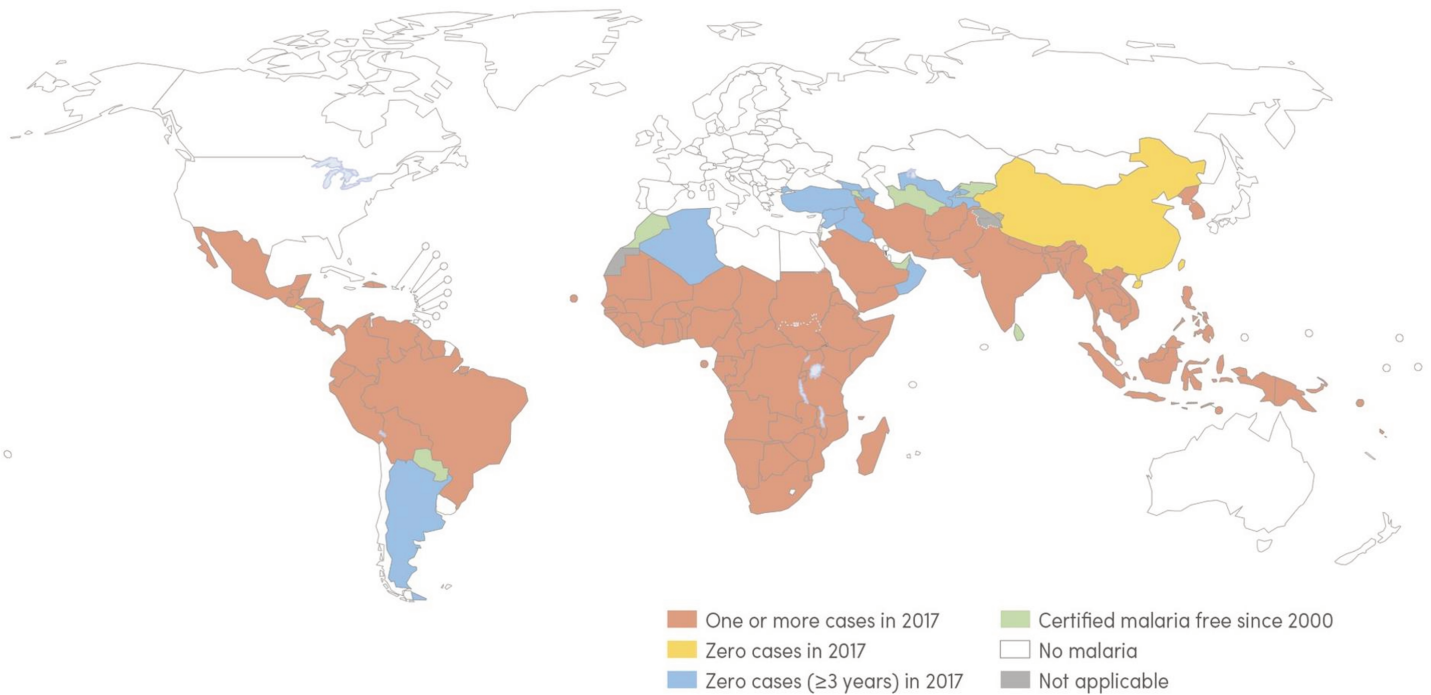 One or more cases in 2017
Zero cases in 2017
Zero cases (≥3 years) in 2017
Certified malaria free since 2000
No malaria
Not applicable